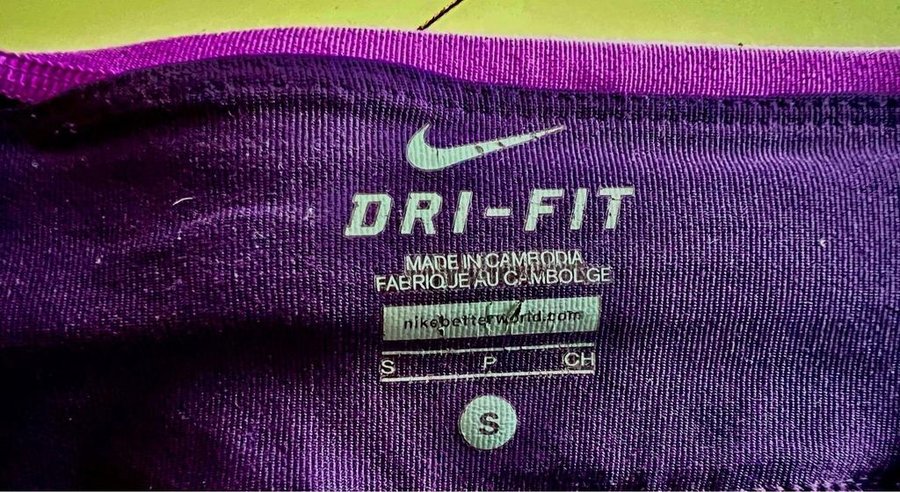 DRI-FIT
MADE IN CAMBODIA
FABRIQUE AU CAMBOLGE
nikebetterworld.com
S P CH
S